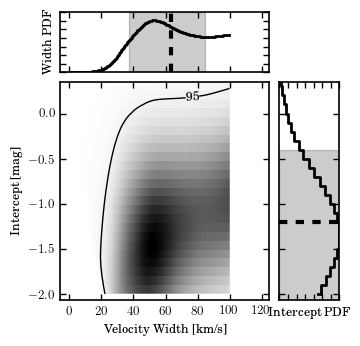 Width PDF
95
0.0
−0.5
−1.0
−1.5
−2.0
Intercept [mag]
0 20 40 60 80 100 120
Velocity Width [km/s]
Intercept PDF